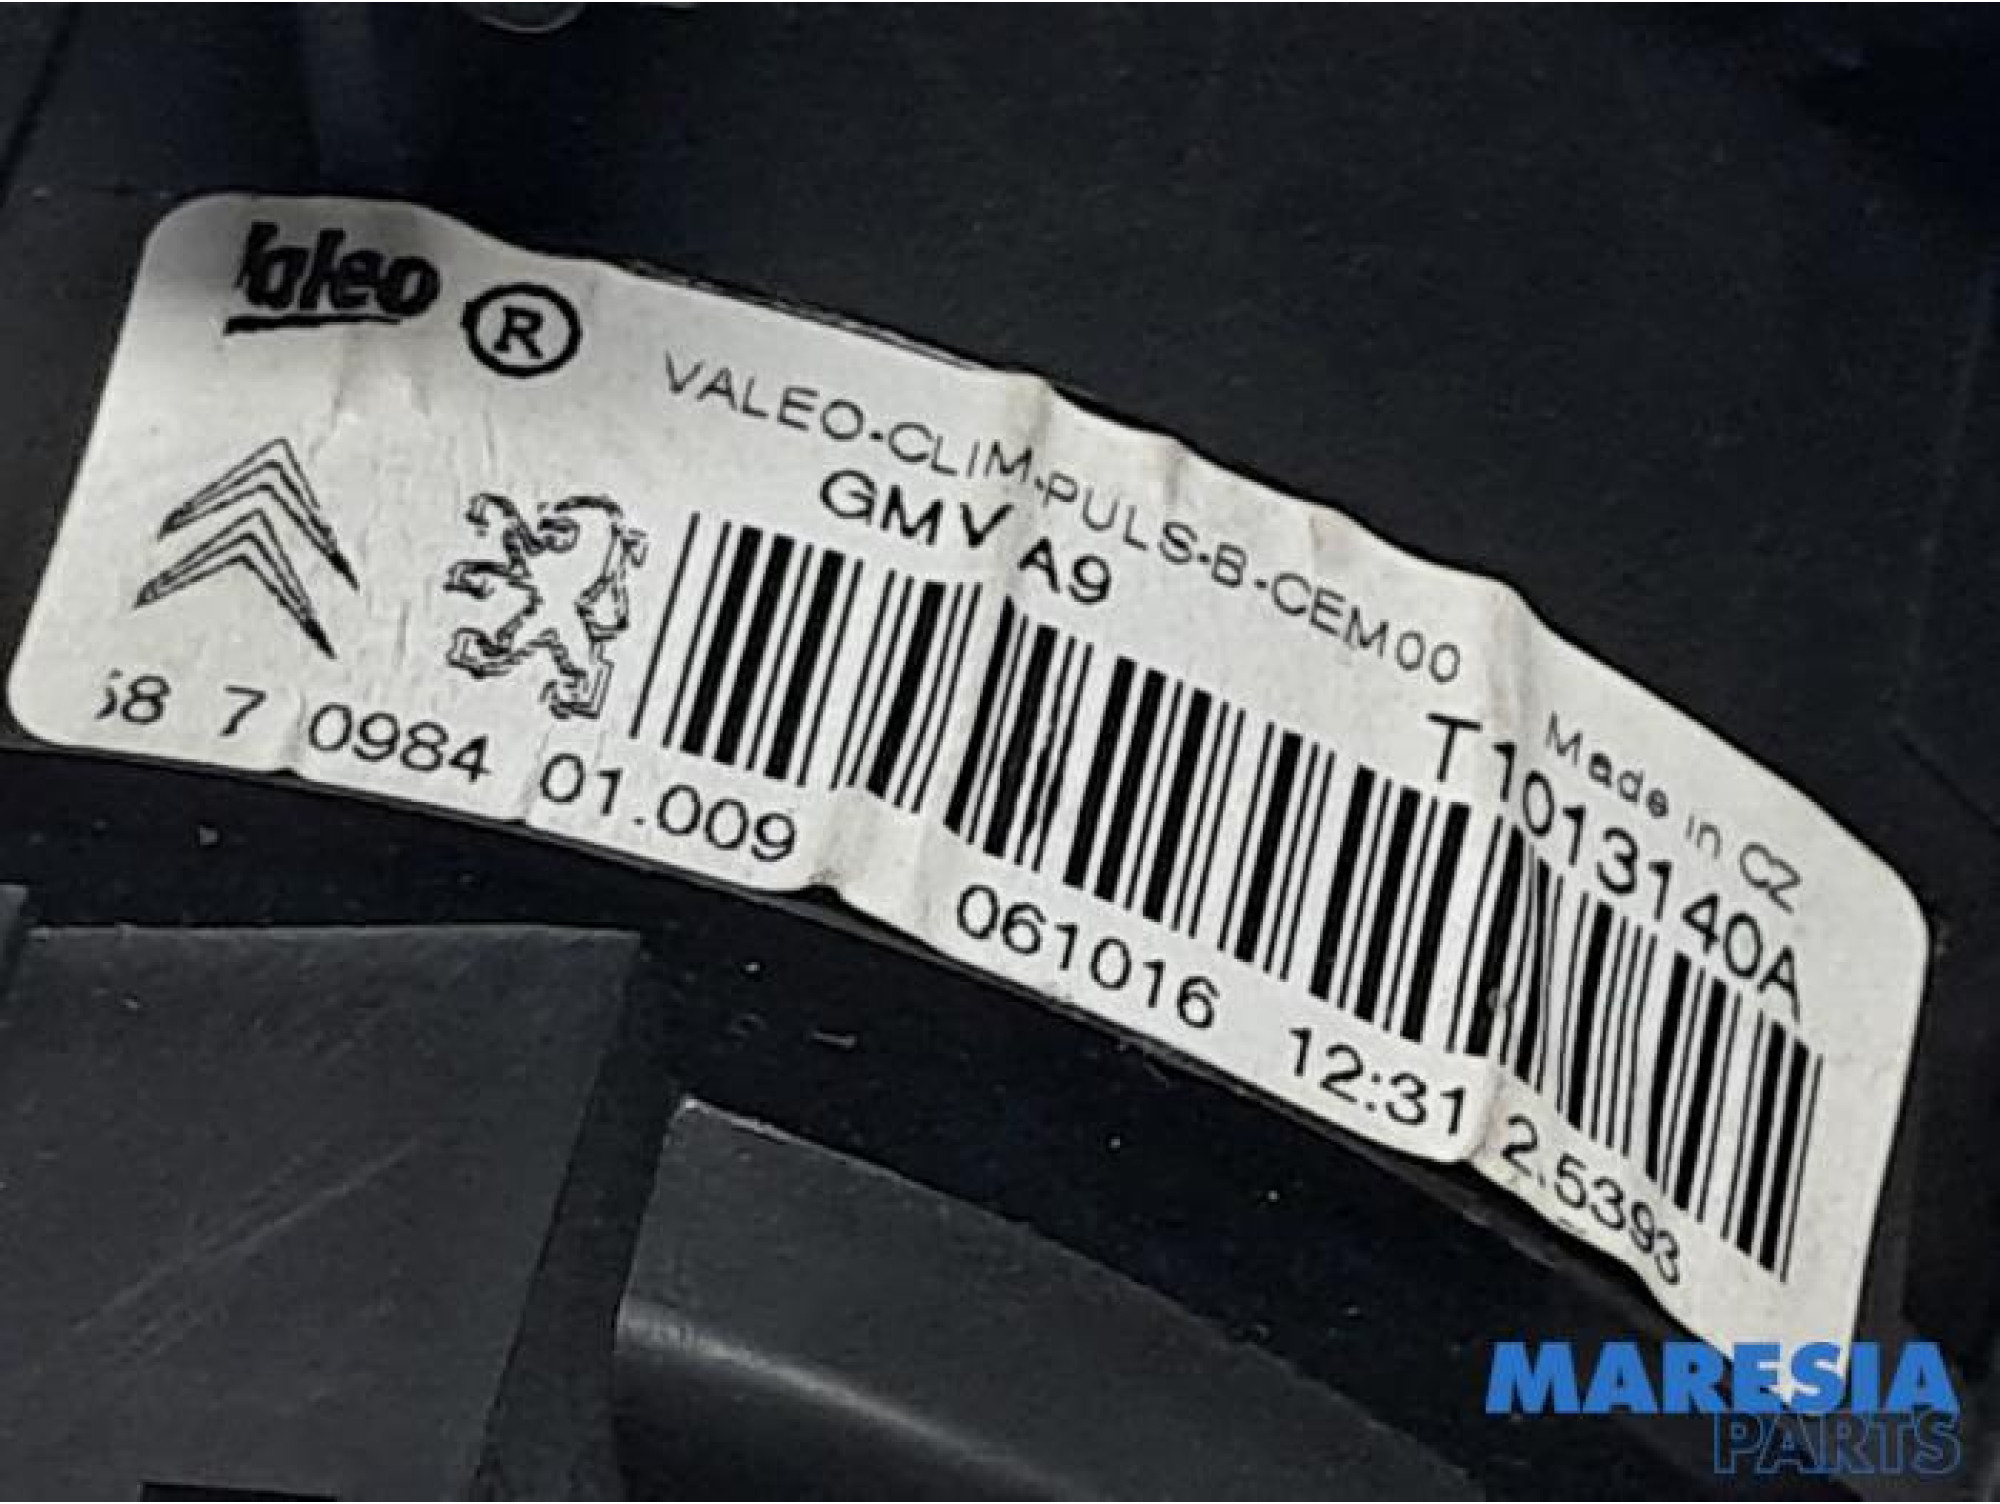 Valeo ®
VALEO-CLIM-PULS-B-CEM00
Made in CZ
GMV A9
T1013140A
8 7 0984 01.009
061016 12:31 2.5393
MARESIA
PARTS